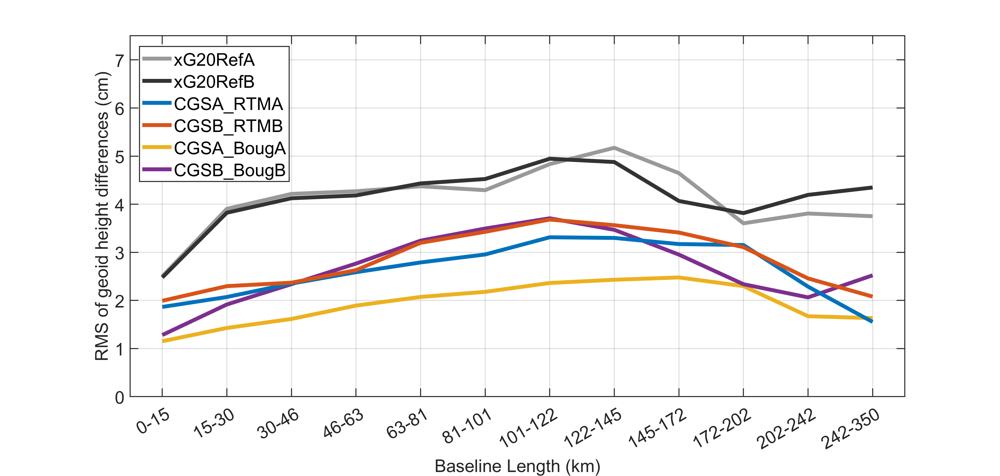 xG20RefA
xG20RefB
CGSA_RTMA
CGSB_RTMB
CGSA_BougA
CGSB_BougB
RMS of geoid height differences (cm)
7
6
5
4
3
2
1
0
0-15
15-30
30-46
46-63
63-81
81-101
101-122
122-145
145-172
172-202
202-242
242-350
Baseline Length (km)